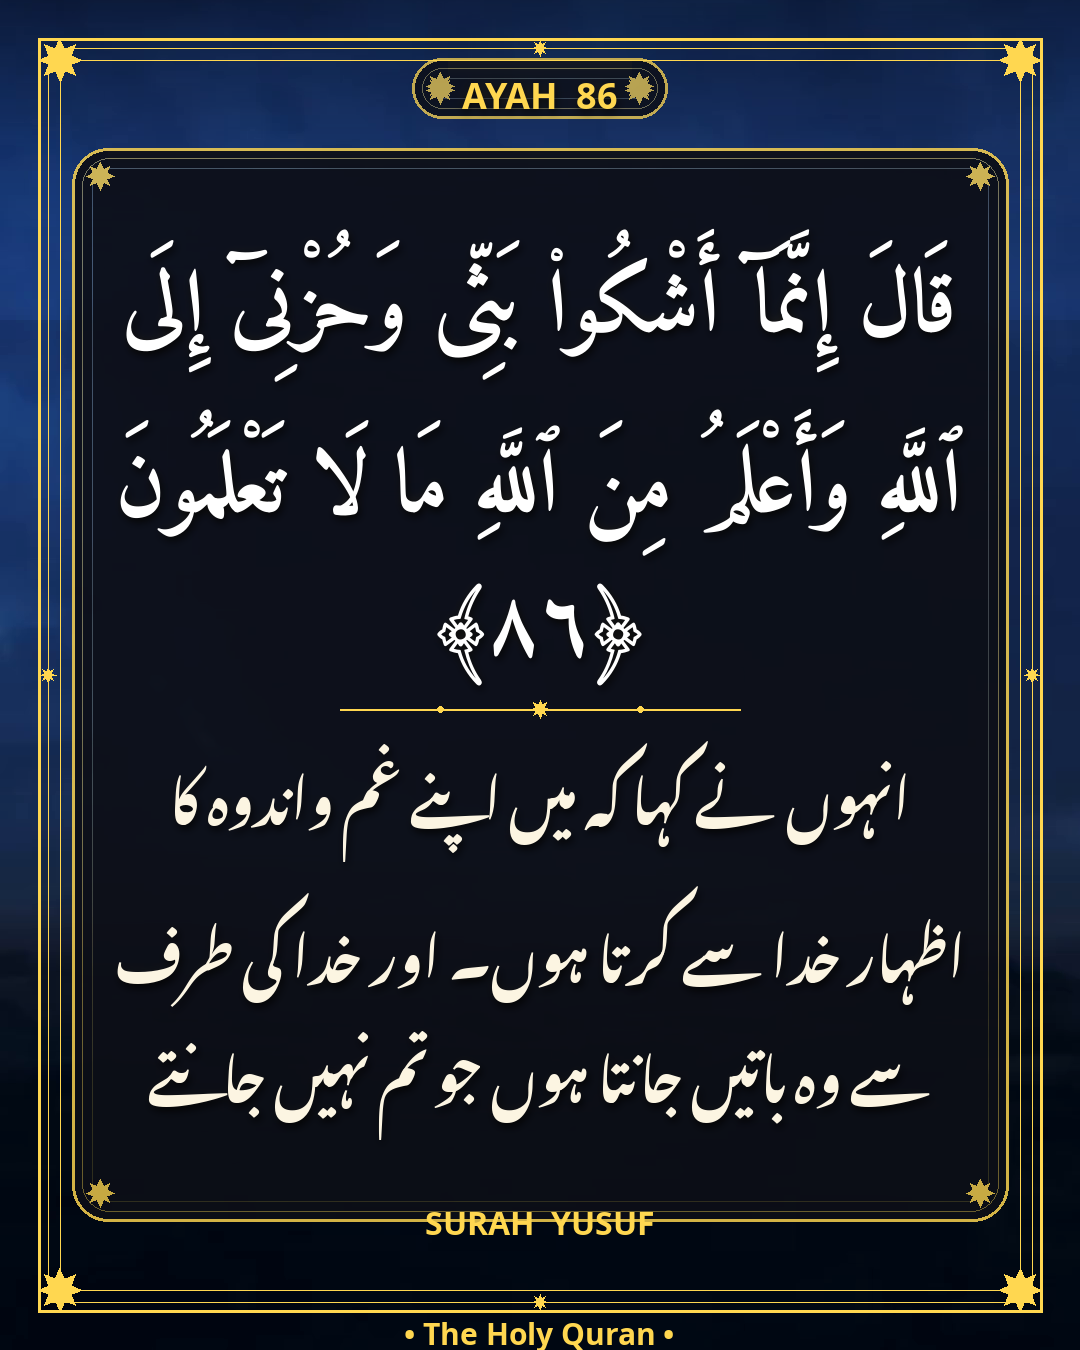 AYAH 86
قَالَ إِنَّمَآ أَشْكُوا۟ بَثِّى وَحُزْنِىٓ إِلَى
ٱللَّهِ وَأَعْلَمُ مِنَ ٱللَّهِ مَا لَا تَعْلَمُونَ
﴿٨٦﴾
انہوں نے کہا کہ میں اپنے غم واندوہ کا
اظہار خدا سے کرتا ہوں۔ اور خدا کی طرف
سے وہ باتیں جانتا ہوں جو تم نہیں جانتے
SURAH YUSUF
• The Holy Quran •